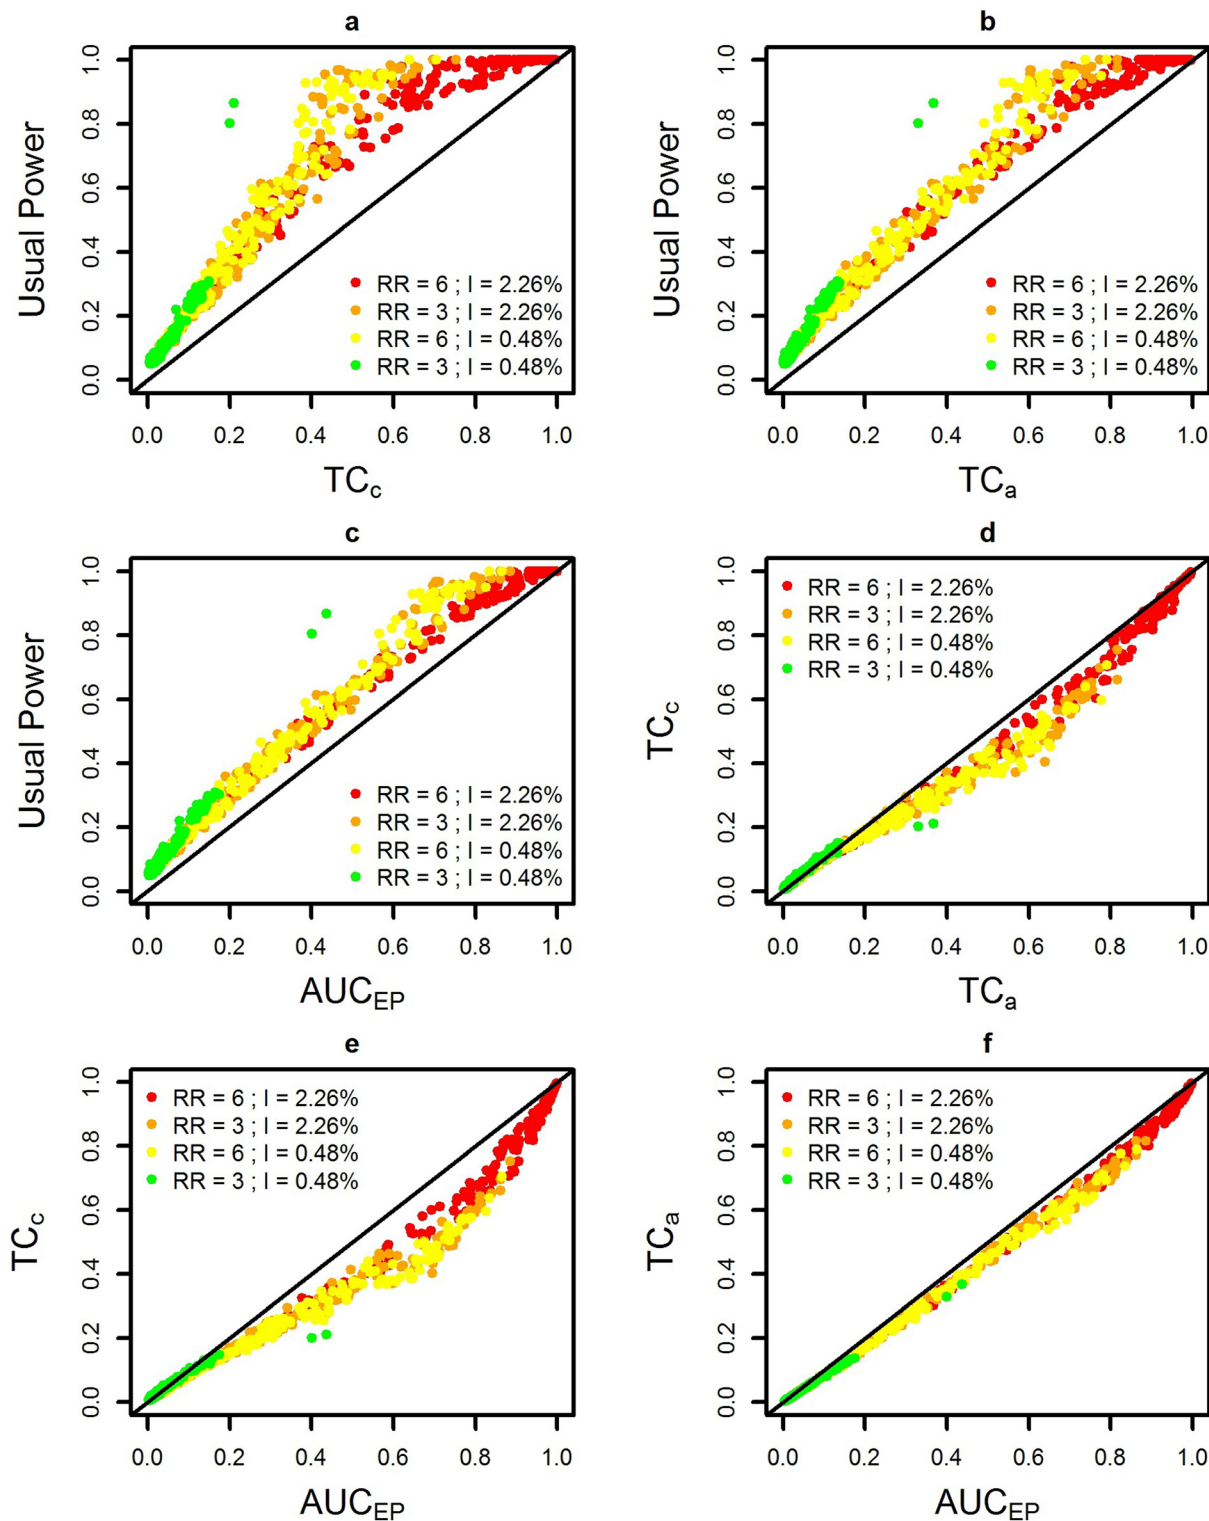 a
Usual Power
1.0
0.8
0.6
0.4
0.2
0.0
RR = 6 ; I = 2.26%
RR = 3 ; I = 2.26%
RR = 6 ; I = 0.48%
RR = 3 ; I = 0.48%
0.0 0.2 0.4 0.6 0.8 1.0
TCc
b
Usual Power
1.0
0.8
0.6
0.4
0.2
0.0
RR = 6 ; I = 2.26%
RR = 3 ; I = 2.26%
RR = 6 ; I = 0.48%
RR = 3 ; I = 0.48%
0.0 0.2 0.4 0.6 0.8 1.0
TCa
c
Usual Power
1.0
0.8
0.6
0.4
0.2
0.0
RR = 6 ; I = 2.26%
RR = 3 ; I = 2.26%
RR = 6 ; I = 0.48%
RR = 3 ; I = 0.48%
0.0 0.2 0.4 0.6 0.8 1.0
AUCEP
d
TCc
1.0
0.8
0.6
0.4
0.2
0.0
RR = 6 ; I = 2.26%
RR = 3 ; I = 2.26%
RR = 6 ; I = 0.48%
RR = 3 ; I = 0.48%
0.0 0.2 0.4 0.6 0.8 1.0
TCa
e
TCc
1.0
0.8
0.6
0.4
0.2
0.0
RR = 6 ; I = 2.26%
RR = 3 ; I = 2.26%
RR = 6 ; I = 0.48%
RR = 3 ; I = 0.48%
0.0 0.2 0.4 0.6 0.8 1.0
AUCEP
f
TCa
1.0
0.8
0.6
0.4
0.2
0.0
RR = 6 ; I = 2.26%
RR = 3 ; I = 2.26%
RR = 6 ; I = 0.48%
RR = 3 ; I = 0.48%
0.0 0.2 0.4 0.6 0.8 1.0
AUCEP